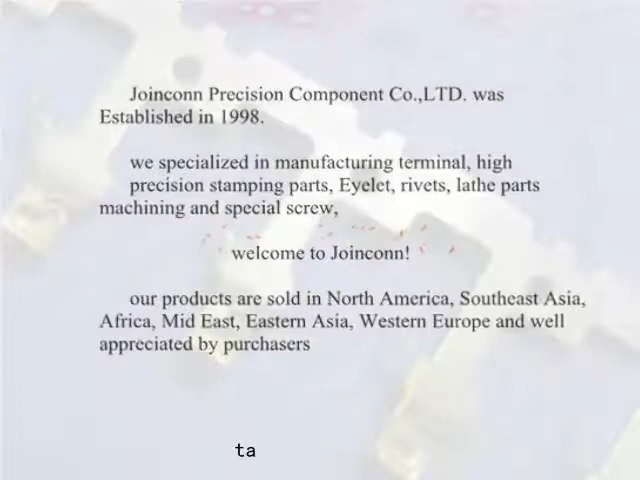 Joinconn Precision Component Co.,LTD. was
Established in 1998.
we specialized in manufacturing terminal, high
precision stamping parts, Eyelet, rivets, lathe parts
machining and special screw,
welcome to Joinconn!
our products are sold in North America, Southeast Asia,
Africa, Mid East, Eastern Asia, Western Europe and well
appreciated by purchasers
ta